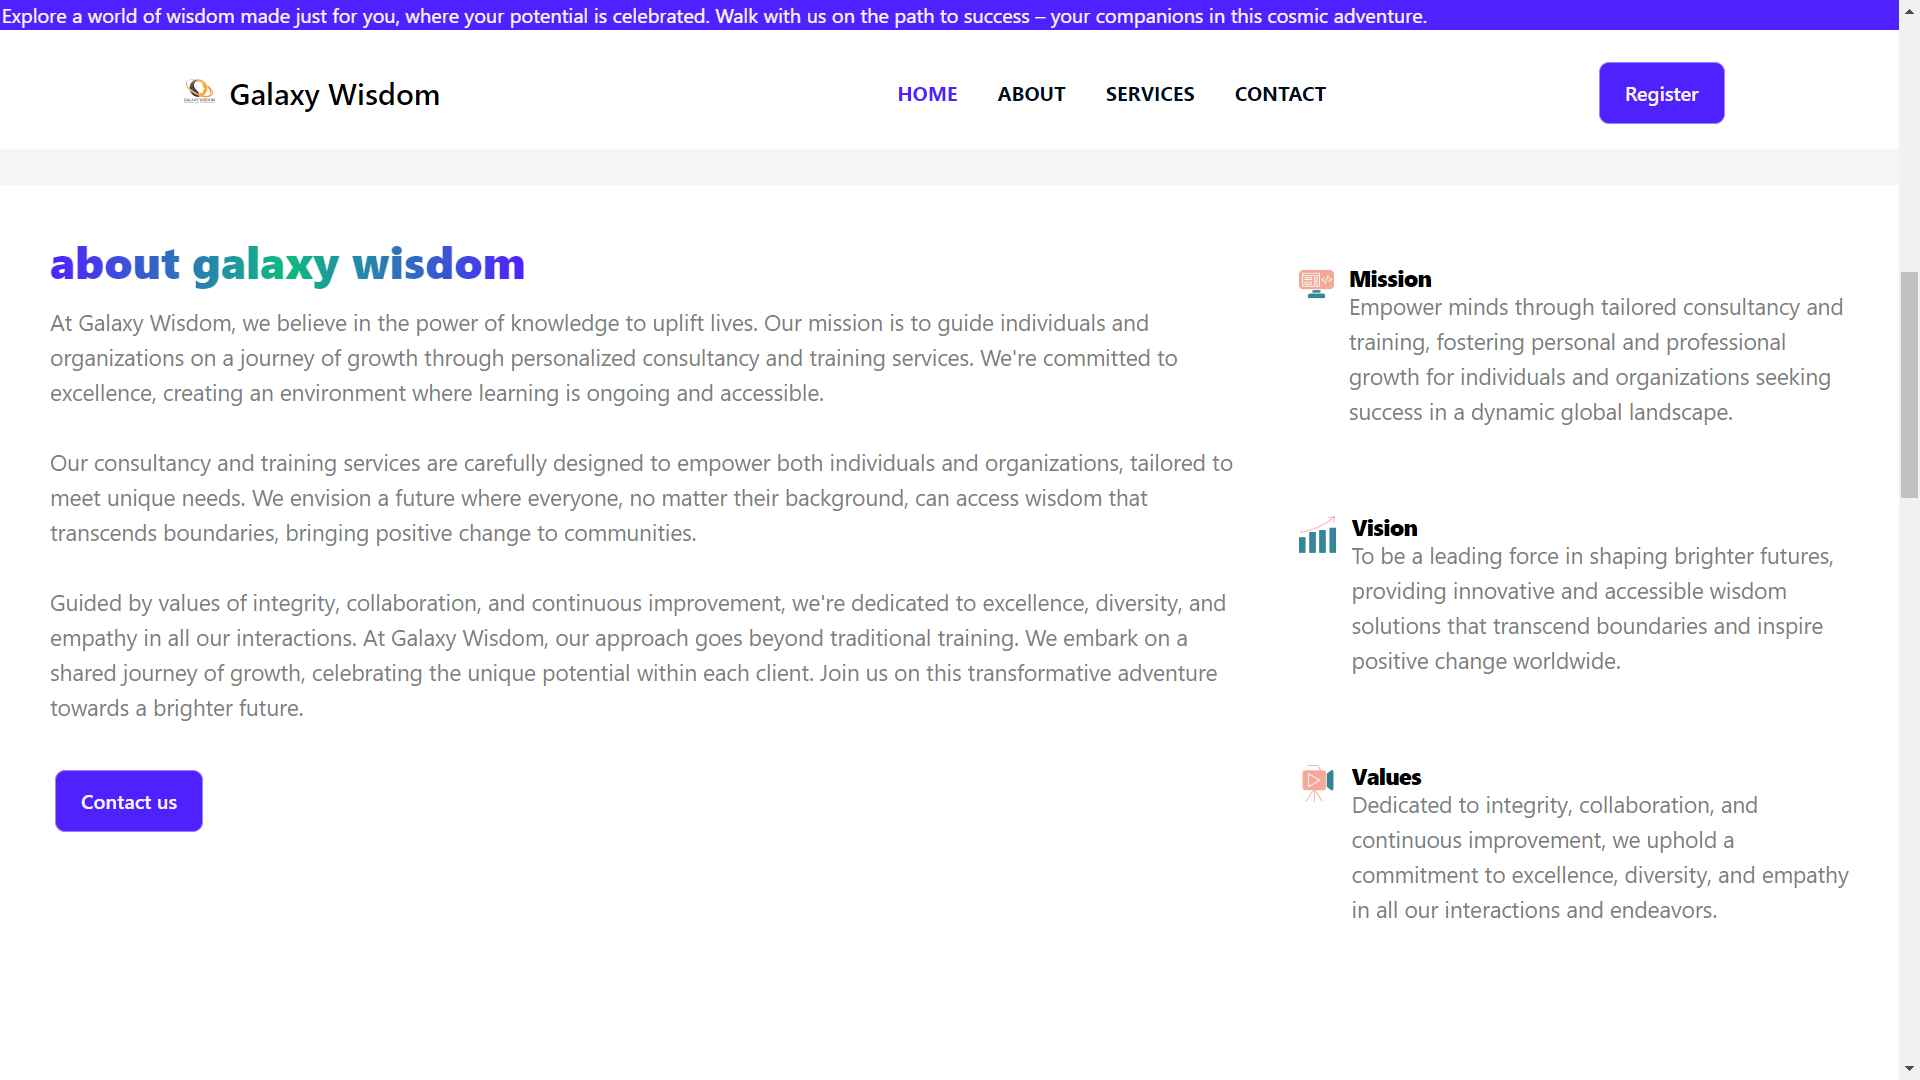 Explore a world of wisdom made just for you, where your potential is celebrated. Walk with us on the path to success – your companions in this cosmic adventure.
Galaxy Wisdom
HOME
ABOUT
SERVICES
CONTACT
Register
about galaxy wisdom
At Galaxy Wisdom, we believe in the power of knowledge to uplift lives. Our mission is to guide individuals and
organizations on a journey of growth through personalized consultancy and training services. We're committed to
excellence, creating an environment where learning is ongoing and accessible.
Our consultancy and training services are carefully designed to empower both individuals and organizations, tailored to
meet unique needs. We envision a future where everyone, no matter their background, can access wisdom that
transcends boundaries, bringing positive change to communities.
Guided by values of integrity, collaboration, and continuous improvement, we're dedicated to excellence, diversity, and
empathy in all our interactions. At Galaxy Wisdom, our approach goes beyond traditional training. We embark on a
shared journey of growth, celebrating the unique potential within each client. Join us on this transformative adventure
towards a brighter future.
Contact us
Mission
Empower minds through tailored consultancy and
training, fostering personal and professional
growth for individuals and organizations seeking
success in a dynamic global landscape.
Vision
To be a leading force in shaping brighter futures,
providing innovative and accessible wisdom
solutions that transcend boundaries and inspire
positive change worldwide.
Values
Dedicated to integrity, collaboration, and
continuous improvement, we uphold a
commitment to excellence, diversity, and empathy
in all our interactions and endeavors.